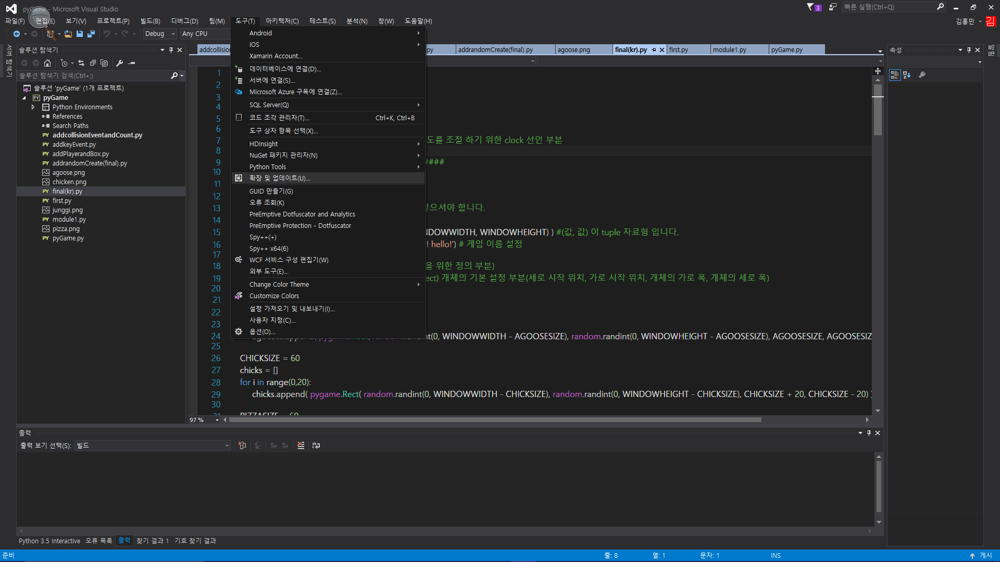 pyGame - Microsoft Visual Studio
3
빠른 실행(Ctrl+Q)
파일(F) 편집(E) 보기(V) 프로젝트(P) 빌드(B) 디버그(D) 팀(M) 도구(T) 아키텍처(C) 테스트(S) 분석(N) 창(W) 도움말(H)
김홍민 김
Debug Any CPU
서버 탐색기
솔루션 탐색기
솔루션 탐색기 검색(Ctrl+;)
솔루션 'pyGame' (1개 프로젝트)
PY pyGame
Python Environments
References
Search Paths
PY addcollisionEventandCount.py
PY addkeyEvent.py
PY addPlayerandBox.py
PY addrandomCreate(final).py
agoose.png
chicken.png
PY final(kr).py
PY first.py
junggi.png
PY module1.py
pizza.png
PY pyGame.py
Android
iOS
Xamarin Account...
데이터베이스에 연결(D)...
서버에 연결(S)...
Microsoft Azure 구독에 연결(Z)...
SQL Server(Q)
코드 조각 관리자(T)... Ctrl+K, Ctrl+B
도구 상자 항목 선택(X)...
HDInsight
NuGet 패키지 관리자(N)
Python Tools
확장 및 업데이트(U)...
GUID 만들기(G)
오류 조회(K)
PreEmptive Dotfuscator and Analytics
PreEmptive Protection - Dotfuscator
Spy++(+)
Spy++ x64(6)
WCF 서비스 구성 편집기(W)
외부 도구(E)...
Change Color Theme
Customize Colors
설정 가져오기 및 내보내기(I)...
사용자 지정(C)...
옵션(O)...
addcollision py addrandomCreate(final).py agoose.png final(kr).py first.py module1.py pyGame.py
1
2
3
4
5
6
7 도를 조절 하기 위한 clock 선언 부분
8
9 ####
10
11
12
13 하셔야 합니다.
14
15 NDOWWIDTH, WINDOWHEIGHT) ) #(값, 값) 이 tuple 자료형 입니다.
16 ! hello!') # 게임 이름 설정
17
18 을 위한 정의 부분)
19 ect) 개체의 기본 설정 부분(세로 시작 위치, 가로 시작 위치, 개체의 가로 폭, 개체의 세로 폭)
20
21
22
23
24 nt(0, WINDOWWIDTH - AGOOSESIZE), random.randint(0, WINDOWHEIGHT - AGOOSESIZE), AGOOSESIZE, AGOOSESIZ
25
26 CHICKSIZE = 60
27 chicks = []
28 for i in range(0,20):
29 chicks.append( pygame.Rect( random.randint(0, WINDOWWIDTH - CHICKSIZE), random.randint(0, WINDOWHEIGHT - CHICKSIZE), CHICKSIZE + 20, CHICKSIZE - 20) )
30
97 %
속성
알림
출력
출력 보기 선택(S): 빌드
Python 3.5 Interactive 오류 목록 출력 찾기 결과 1 기호 찾기 결과
준비 줄: 8 열: 1 문자: 1 INS 게시